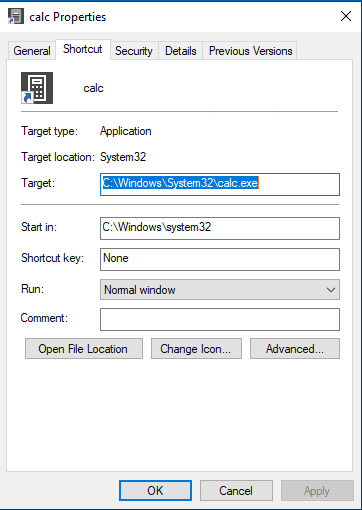 calc Properties
General Shortcut Security Details Previous Versions
calc
Target type: Application
Target location: System32
Target: C:\Windows\System32\calc.exe
Start in: C:\Windows\system32
Shortcut key: None
Run: Normal window
Comment:
Open File Location Change Icon... Advanced...
OK Cancel Apply